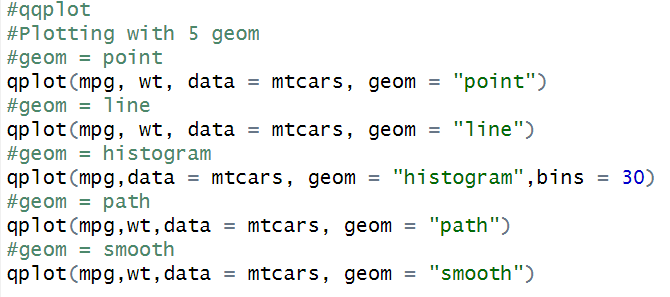 #qqplot
#Plotting with 5 geom
#geom = point
qplot(mpg, wt, data = mtcars, geom = "point")
#geom = line
qplot(mpg, wt, data = mtcars, geom = "line")
#geom = histogram
qplot(mpg,data = mtcars, geom = "histogram",bins = 30)
#geom = path
qplot(mpg,wt,data = mtcars, geom = "path")
#geom = smooth
qplot(mpg,wt,data = mtcars, geom = "smooth")